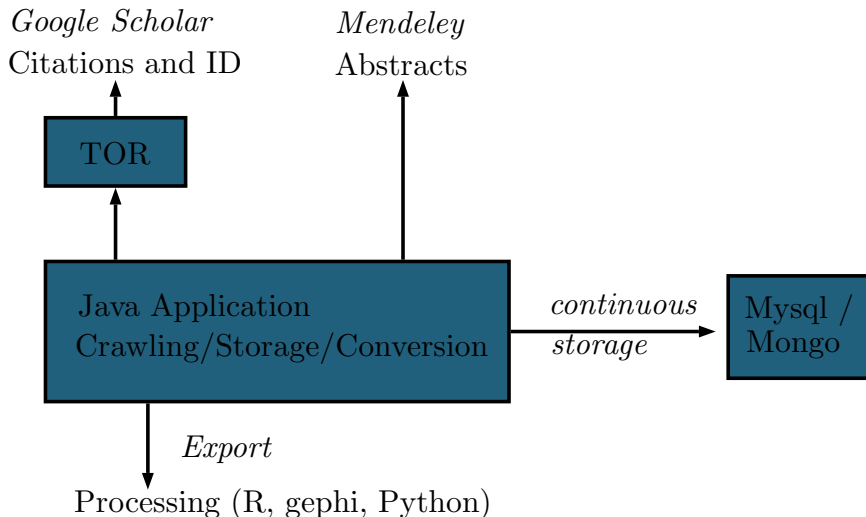 Google Scholar
Citations and ID
Mendeley
Abstracts
TOR
Java Application
Crawling/Storage/Conversion
continuous
storage
Mysql /
Mongo
Export
Processing (R, gephi, Python)